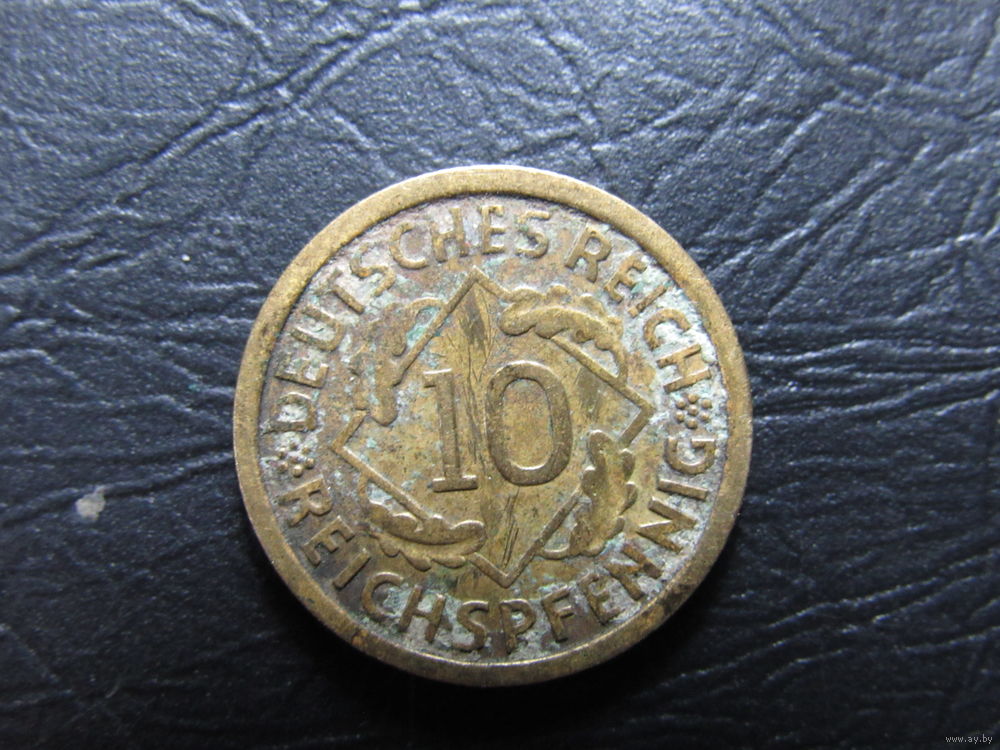 DEUTSCHES REICH
10
REICHSPFENNIG
www.ay.by